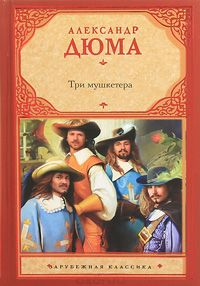 АЛЕКСАНДР
ДЮМА
Три мушкетера
ЗАРУБЕЖНАЯ КЛАССИКА